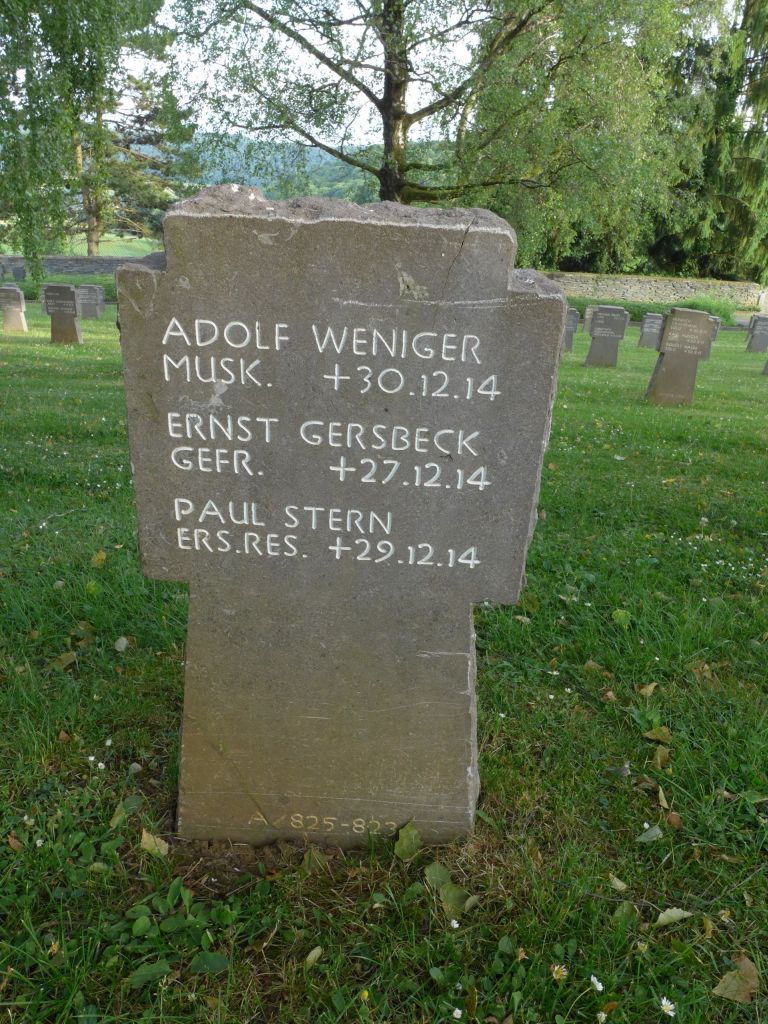 ADOLF WENIGER
MUSK. +30.12.14
ERNST GERSBECK
GEFR. +27.12.14
PAUL STERN
ERS.RES. +29.12.14